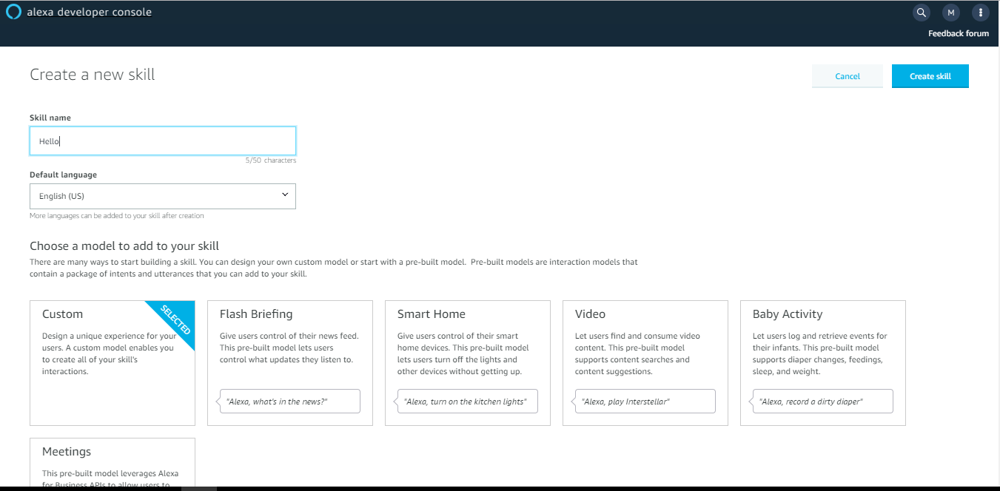 alexa developer console
M
Feedback forum
Create a new skill
Cancel
Create skill
Skill name
Hello
5/50 characters
Default language
English (US)
More languages can be added to your skill after creation
Choose a model to add to your skill
There are many ways to start building a skill. You can design your own custom model or start with a pre-built model. Pre-built models are interaction models that
contain a package of intents and utterances that you can add to your skill.
Custom
SELECTED
Design a unique experience for your
users. A custom model enables you
to create all of your skill's
interactions.
Flash Briefing
Give users control of their news feed.
This pre-built model lets users
control what updates they listen to.
"Alexa, what's in the news?"
Smart Home
Give users control of their smart
home devices. This pre-built model
lets users turn off the lights and
other devices without getting up.
"Alexa, turn on the kitchen lights"
Video
Let users find and consume video
content. This pre-built model
supports content searches and
content suggestions.
"Alexa, play Interstellar"
Baby Activity
Let users log and retrieve events for
their infants. This pre-built model
supports diaper changes, feedings,
sleep, and weight.
"Alexa, record a dirty diaper"
Meetings
This pre-built model leverages Alexa
for Business APIs to allow users to